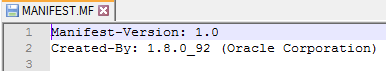 MANIFEST.MF
1 Manifest-Version: 1.0
2 Created-By: 1.8.0_92 (Oracle Corporation)
3